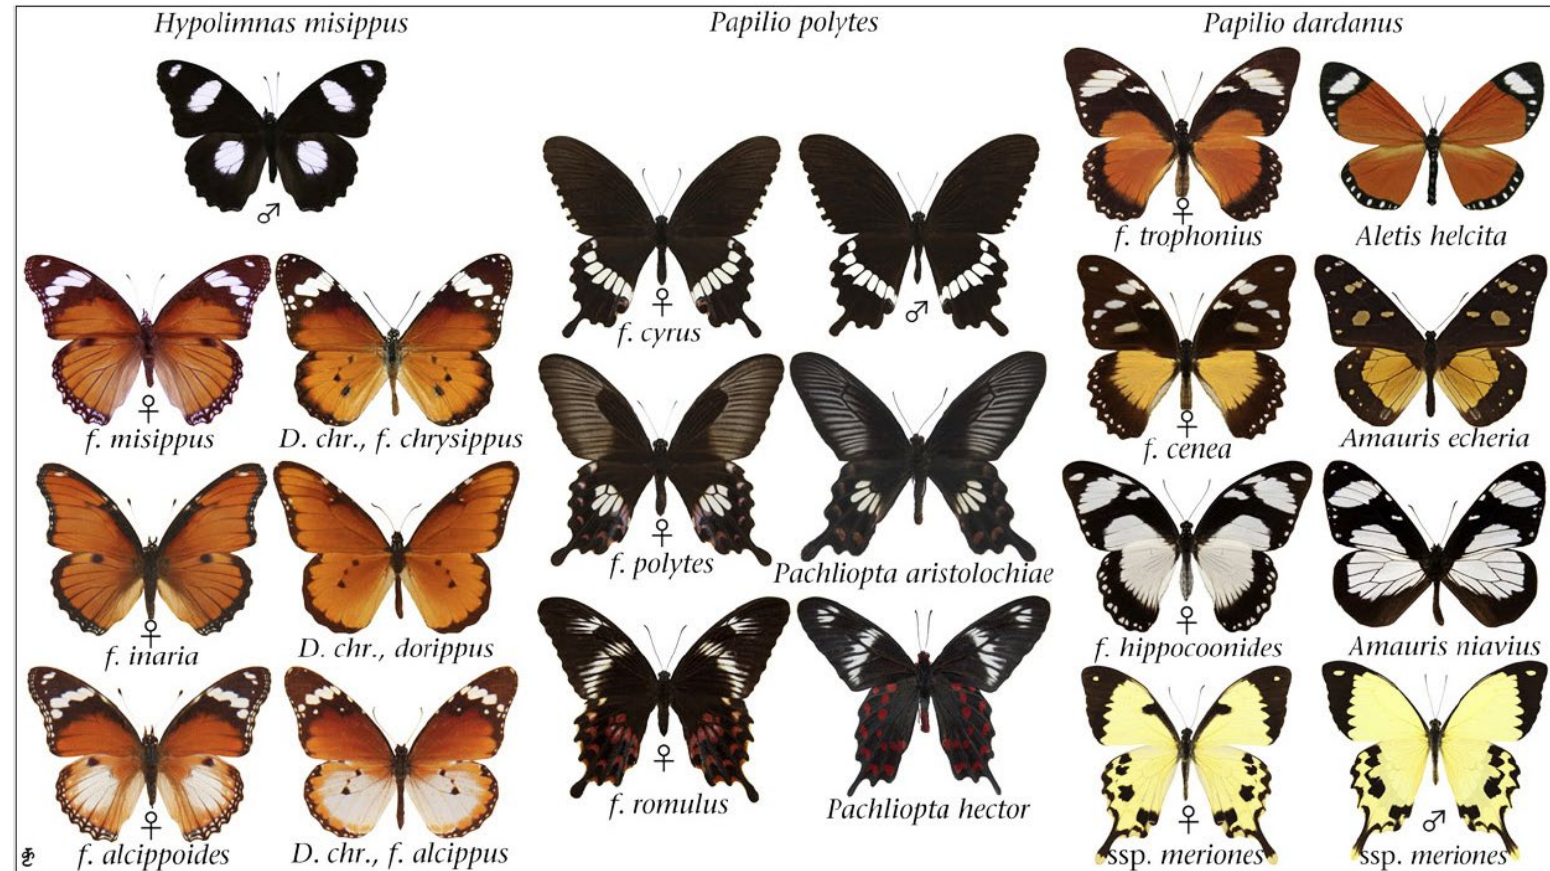 Hypolimnas misippus
♂
♀
f. misippus
D. chr., f. chrysippus
♀
f. inaria
D. chr., dorippus
♀
f. alcippoides
D. chr., f. alcippus
Papilio polytes
♀
f. cyrus
♂
♀
f. polytes
Pachliopta aristolochiae
♀
f. romulus
Pachliopta hector
Papilio dardanus
♀
f. trophonius
Aletis helcita
♀
f. cenea
Amauris echeria
♀
f. hippocoonides
Amauris niavius
♀
ssp. meriones
♂
ssp. meriones